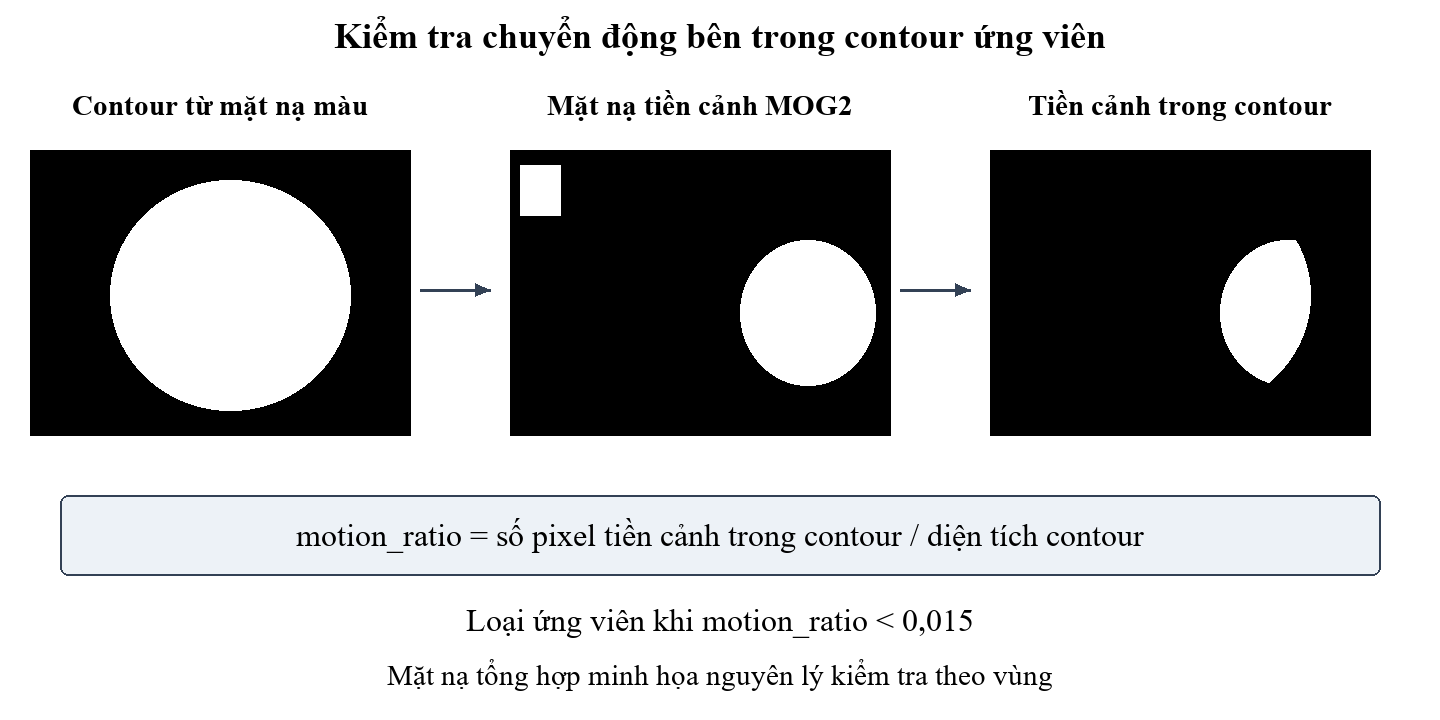 Kiểm tra chuyển động bên trong contour ứng viên
Contour từ mặt nạ màu
Mặt nạ tiền cảnh MOG2
Tiền cảnh trong contour
motion_ratio = số pixel tiền cảnh trong contour / diện tích contour
Loại ứng viên khi motion_ratio < 0,015
Mặt nạ tổng hợp minh họa nguyên lý kiểm tra theo vùng